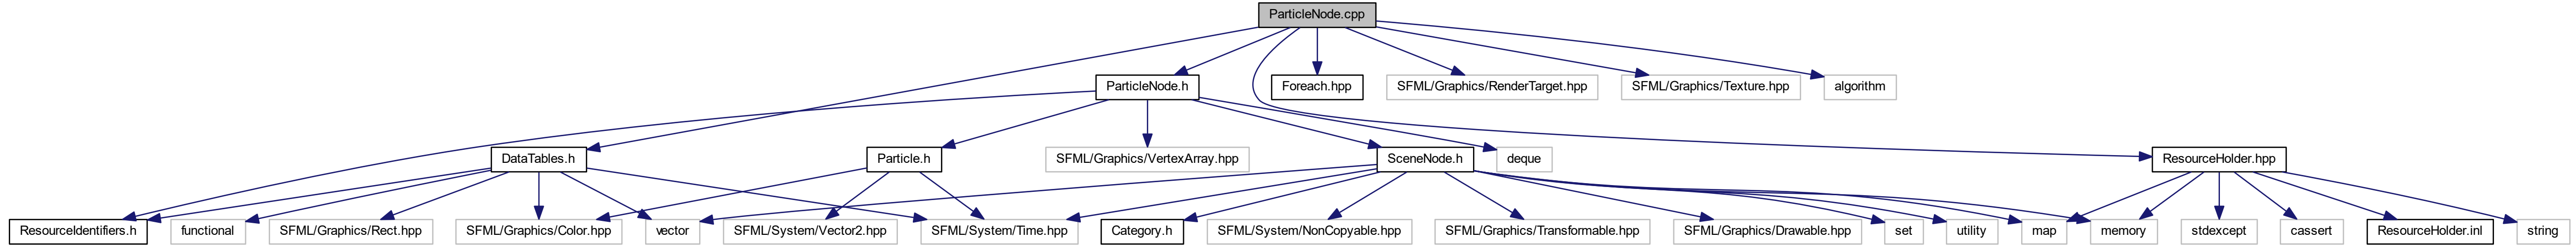 ParticleNode.cpp
ParticleNode.h
Foreach.hpp
SFML/Graphics/RenderTarget.hpp
SFML/Graphics/Texture.hpp
algorithm
DataTables.h
Particle.h
SFML/Graphics/VertexArray.hpp
SceneNode.h
deque
ResourceHolder.hpp
ResourceIdentifiers.h
functional
SFML/Graphics/Rect.hpp
SFML/Graphics/Color.hpp
vector
SFML/System/Vector2.hpp
SFML/System/Time.hpp
Category.h
SFML/System/NonCopyable.hpp
SFML/Graphics/Transformable.hpp
SFML/Graphics/Drawable.hpp
set
utility
map
memory
stdexcept
cassert
ResourceHolder.inl
string